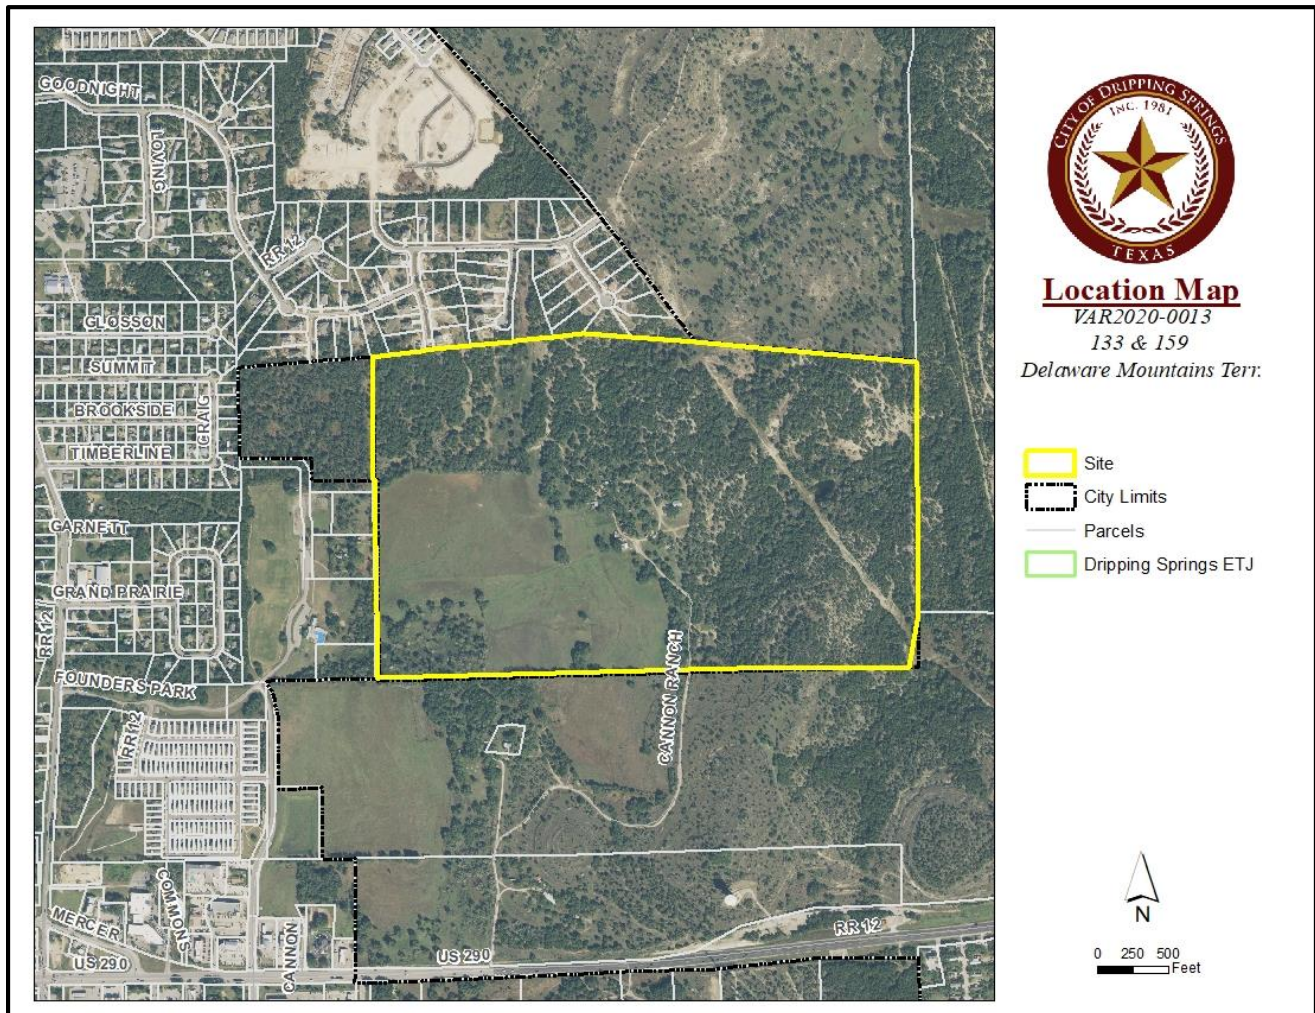 GOODNIGHT
LOVING
RR 12
GLOSSON
SUMMIT
BROOKSIDE
CRAIG
TIMBERLINE
GARNETT
GRAND PRAIRIE
RR 12
FOUNDERS PARK
RR 12
CANNON RANCH
COMMONS
MERCER
US 290
CANNON
US 290
RR 12
CITY OF DRIPPING SPRINGS
INC. 1981
TEXAS
Location Map
VAR2020-0013
133 & 159
Delaware Mountains Terr.
Site
City Limits
Parcels
Dripping Springs ETJ
N
0 250 500
Feet